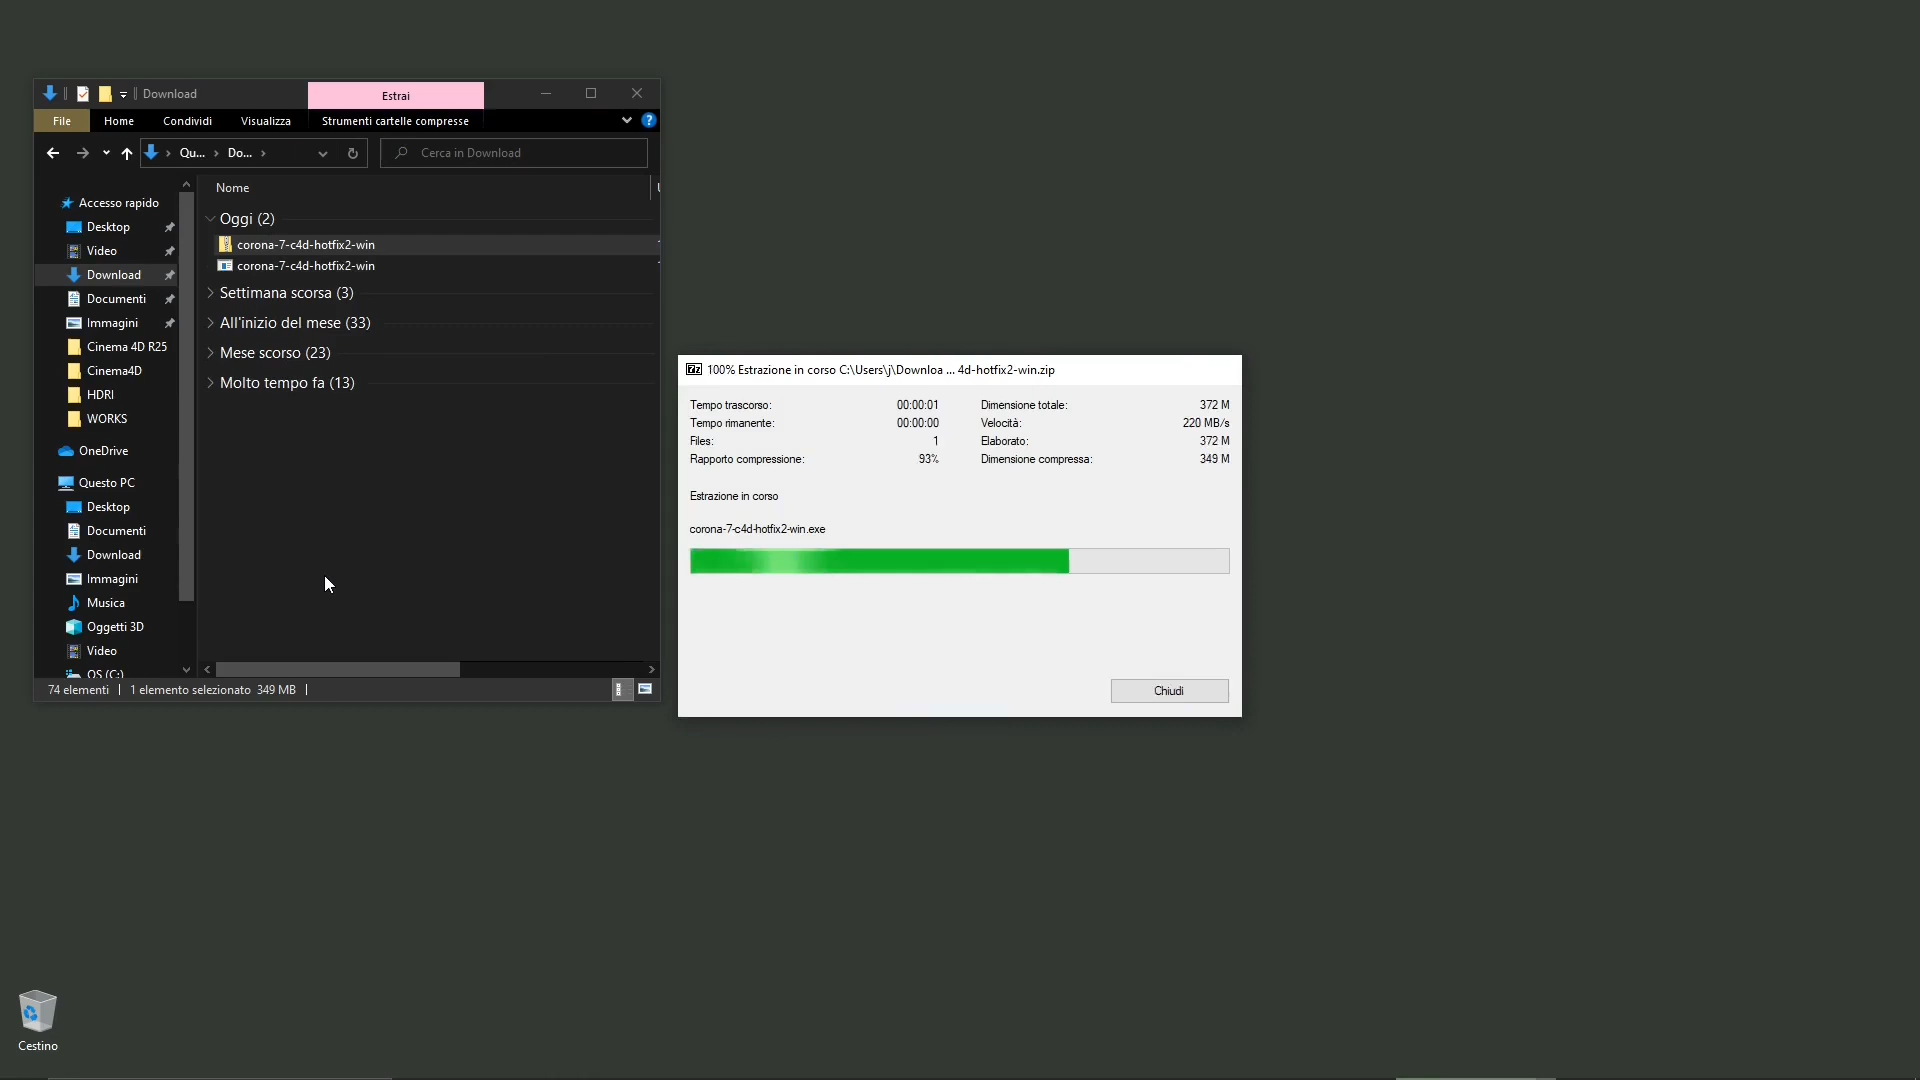 Download
Estrai
File
Home
Condividi
Visualizza
Strumenti cartelle compresse
?
Qu... > Do... >
Cerca in Download
Nome
Accesso rapido
Desktop
Video
Download
Documenti
Immagini
Cinema 4D R25
Cinema4D
HDRI
WORKS
OneDrive
Questo PC
Desktop
Documenti
Download
Immagini
Musica
Oggetti 3D
Video
OS (C:)
Oggi (2)
corona-7-c4d-hotfix2-win
corona-7-c4d-hotfix2-win
Settimana scorsa (3)
All'inizio del mese (33)
Mese scorso (23)
Molto tempo fa (13)
74 elementi
1 elemento selezionato 349 MB
7z 100% Estrazione in corso C:\Users\j\Downloa ... 4d-hotfix2-win.zip
Tempo trascorso: 00:00:01
Tempo rimanente: 00:00:00
Files: 1
Rapporto compressione: 93%
Dimensione totale: 372 M
Velocità: 220 MB/s
Elaborato: 372 M
Dimensione compressa: 349 M
Estrazione in corso
corona-7-c4d-hotfix2-win.exe
Chiudi
Cestino